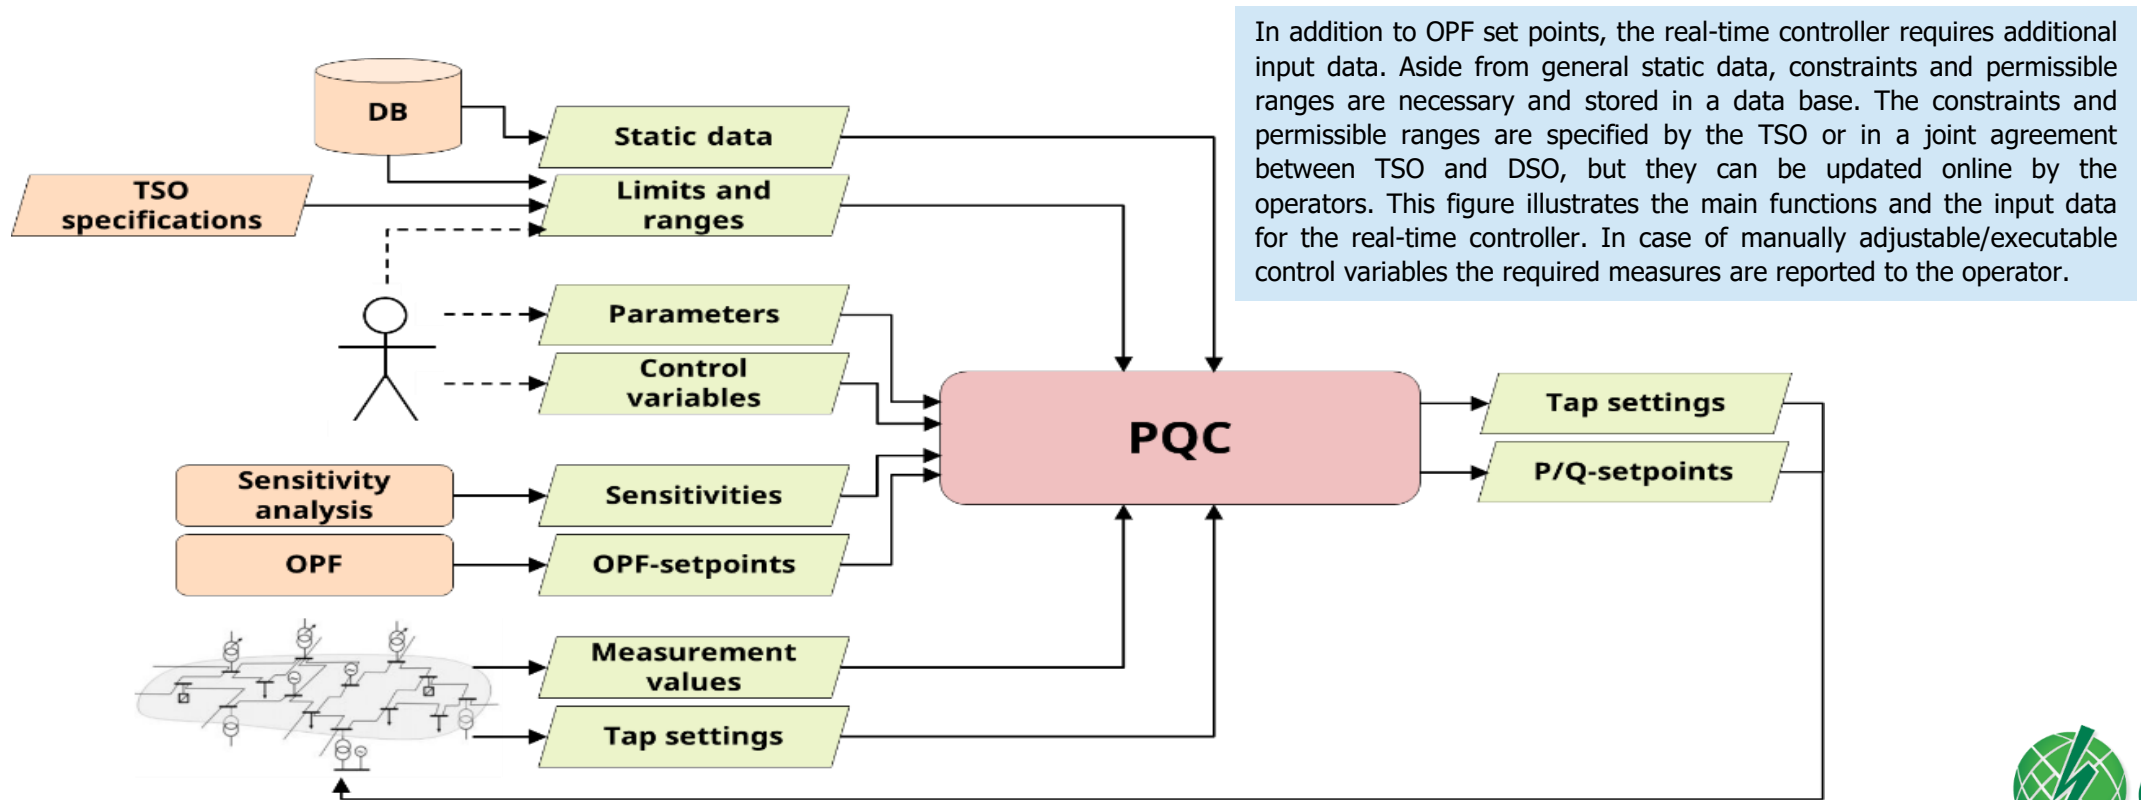 In addition to OPF set points, the real-time controller requires additional
input data. Aside from general static data, constraints and permissible
ranges are necessary and stored in a data base. The constraints and
permissible ranges are specified by the TSO or in a joint agreement
between TSO and DSO, but they can be updated online by the
operators. This figure illustrates the main functions and the input data
for the real-time controller. In case of manually adjustable/executable
control variables the required measures are reported to the operator.
DB
Static data
TSO
specifications
Limits and
ranges
Parameters
Control
variables
PQC
Tap settings
P/Q-setpoints
Sensitivity
analysis
Sensitivities
OPF
OPF-setpoints
Measurement
values
Tap settings